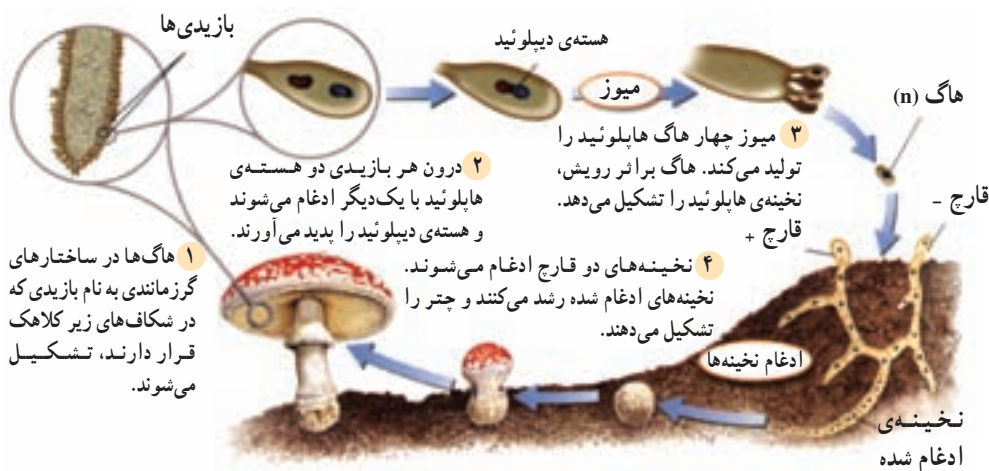 بازیدی‌ها
هسته‌ی دیپلوئید
میوز
هاگ (n)
۳ میوز چهار هاگ هاپلوئید را
تولید می‌کند. هاگ بر اثر رویش،
نخینه‌ی هاپلوئید را تشکیل می‌دهد.
۲ درون هر بازیدی دو هسته‌ی
هاپلوئید با یک‌دیگر ادغام می‌شوند
و هسته‌ی دیپلوئید را پدید می‌آورند.
قارچ −
قارچ +
۱ هاگ‌ها در ساختارهای
گرزمانندی به نام بازیدی که
در شکاف‌های زیر کلاهک
قرار دارند، تشکیل
می‌شوند.
۴ نخینه‌های دو قارچ ادغام می‌شوند.
نخینه‌های ادغام شده رشد می‌کنند و چتر را
تشکیل می‌دهند.
ادغام نخینه‌ها
نخینه‌ی
ادغام شده